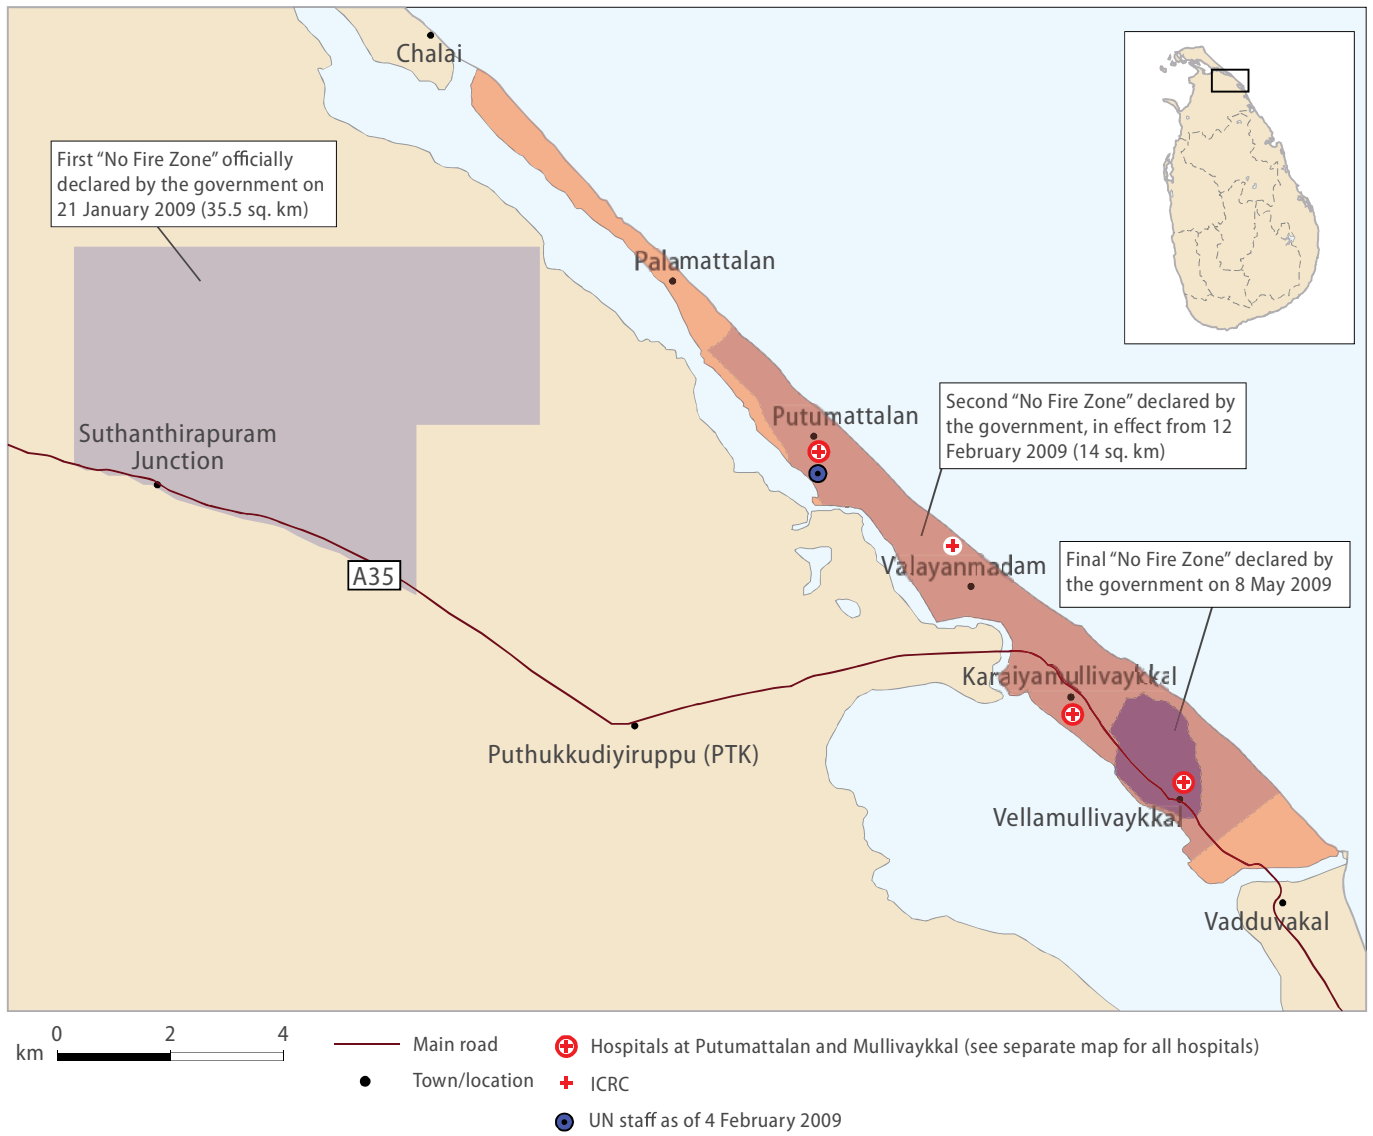 Chalai
First “No Fire Zone” officially
declared by the government on
21 January 2009 (35.5 sq. km)
Palamattalan
Second “No Fire Zone” declared by
the government, in effect from 12
February 2009 (14 sq. km)
Putumattalan
Suthanthirapuram
Junction
Final “No Fire Zone” declared by
the government on 8 May 2009
Valayanmadam
A35
Karaiyamullivaykkal
Puthukkudiyiruppu (PTK)
Vellamullivaykkal
Vadduvakal
0 2 4
km
Main road
Town/location
Hospitals at Putumattalan and Mullivaykkal (see separate map for all hospitals)
ICRC
UN staff as of 4 February 2009